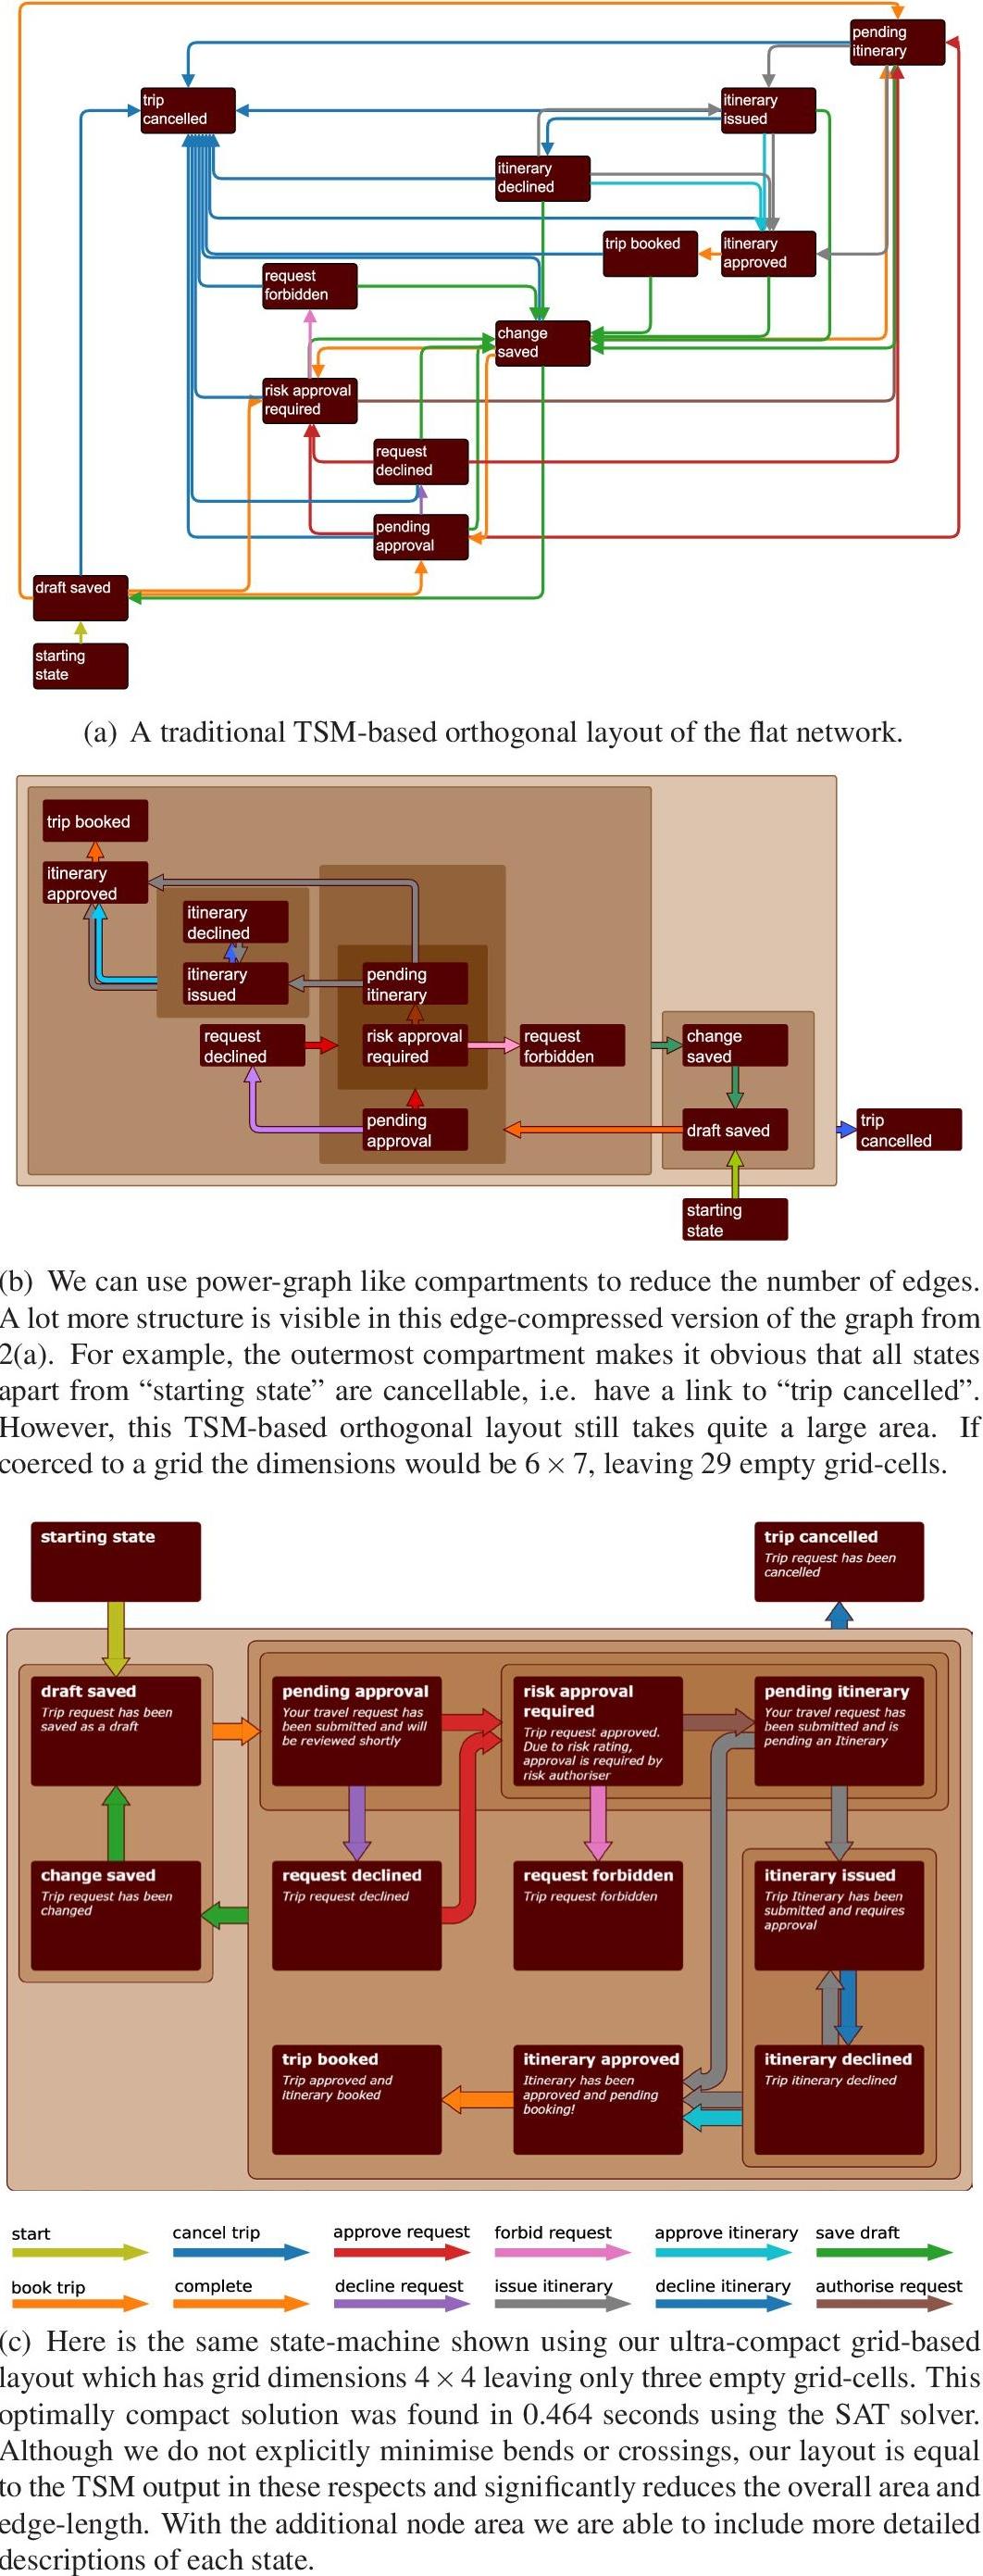 pending
itinerary
trip
cancelled
itinerary
issued
itinerary
declined
trip booked
itinerary
approved
request
forbidden
change
saved
risk approval
required
request
declined
pending
approval
draft saved
starting
state
(a) A traditional TSM-based orthogonal layout of the flat network.
trip booked
itinerary
approved
itinerary
declined
itinerary
issued
pending
itinerary
request
declined
risk approval
required
request
forbidden
change
saved
pending
approval
draft saved
trip
cancelled
starting
state
(b) We can use power-graph like compartments to reduce the number of edges.
A lot more structure is visible in this edge-compressed version of the graph from
2(a). For example, the outermost compartment makes it obvious that all states
apart from “starting state” are cancellable, i.e. have a link to “trip cancelled”.
However, this TSM-based orthogonal layout still takes quite a large area. If
coerced to a grid the dimensions would be 6 × 7, leaving 29 empty grid-cells.
starting state
trip cancelled
Trip request has been
cancelled
draft saved
Trip request has been
saved as a draft
pending approval
Your travel request has
been submitted and will
be reviewed shortly
risk approval
required
Trip request approved.
Due to risk rating,
approval is required by
risk authoriser
pending itinerary
Your travel request has
been submitted and is
pending an Itinerary
change saved
Trip request has been
changed
request declined
Trip request declined
request forbidden
Trip request forbidden
itinerary issued
Trip Itinerary has been
submitted and requires
approval
trip booked
Trip approved and
itinerary booked
itinerary approved
Itinerary has been
approved and pending
booking!
itinerary declined
Trip itinerary declined
start cancel trip approve request forbid request approve itinerary save draft
book trip complete decline request issue itinerary decline itinerary authorise request
(c) Here is the same state-machine shown using our ultra-compact grid-based
layout which has grid dimensions 4 × 4 leaving only three empty grid-cells. This
optimally compact solution was found in 0.464 seconds using the SAT solver.
Although we do not explicitly minimise bends or crossings, our layout is equal
to the TSM output in these respects and significantly reduces the overall area and
edge-length. With the additional node area we are able to include more detailed
descriptions of each state.